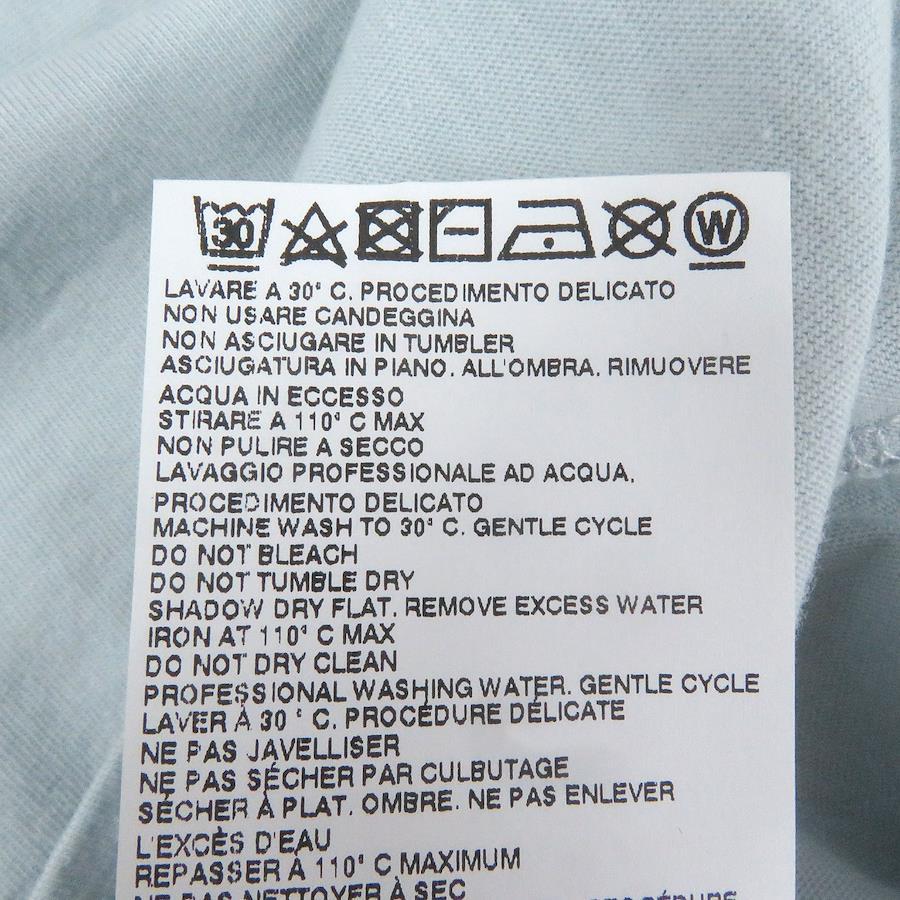 30 W
LAVARE A 30° C. PROCEDIMENTO DELICATO
NON USARE CANDEGGINA
NON ASCIUGARE IN TUMBLER
ASCIUGATURA IN PIANO. ALL'OMBRA. RIMUOVERE
ACQUA IN ECCESSO
STIRARE A 110° C MAX
NON PULIRE A SECCO
LAVAGGIO PROFESSIONALE AD ACQUA,
PROCEDIMENTO DELICATO
MACHINE WASH TO 30° C. GENTLE CYCLE
DO NOT BLEACH
DO NOT TUMBLE DRY
SHADOW DRY FLAT. REMOVE EXCESS WATER
IRON AT 110° C MAX
DO NOT DRY CLEAN
PROFESSIONAL WASHING WATER. GENTLE CYCLE
LAVER À 30° C. PROCÉDURE DÉLICATE
NE PAS JAVELLISER
NE PAS SÉCHER PAR CULBUTAGE
SÉCHER À PLAT. OMBRE. NE PAS ENLEVER
L'EXCÈS D'EAU
REPASSER À 110° C MAXIMUM
NE PAS NETTOYER À SEC